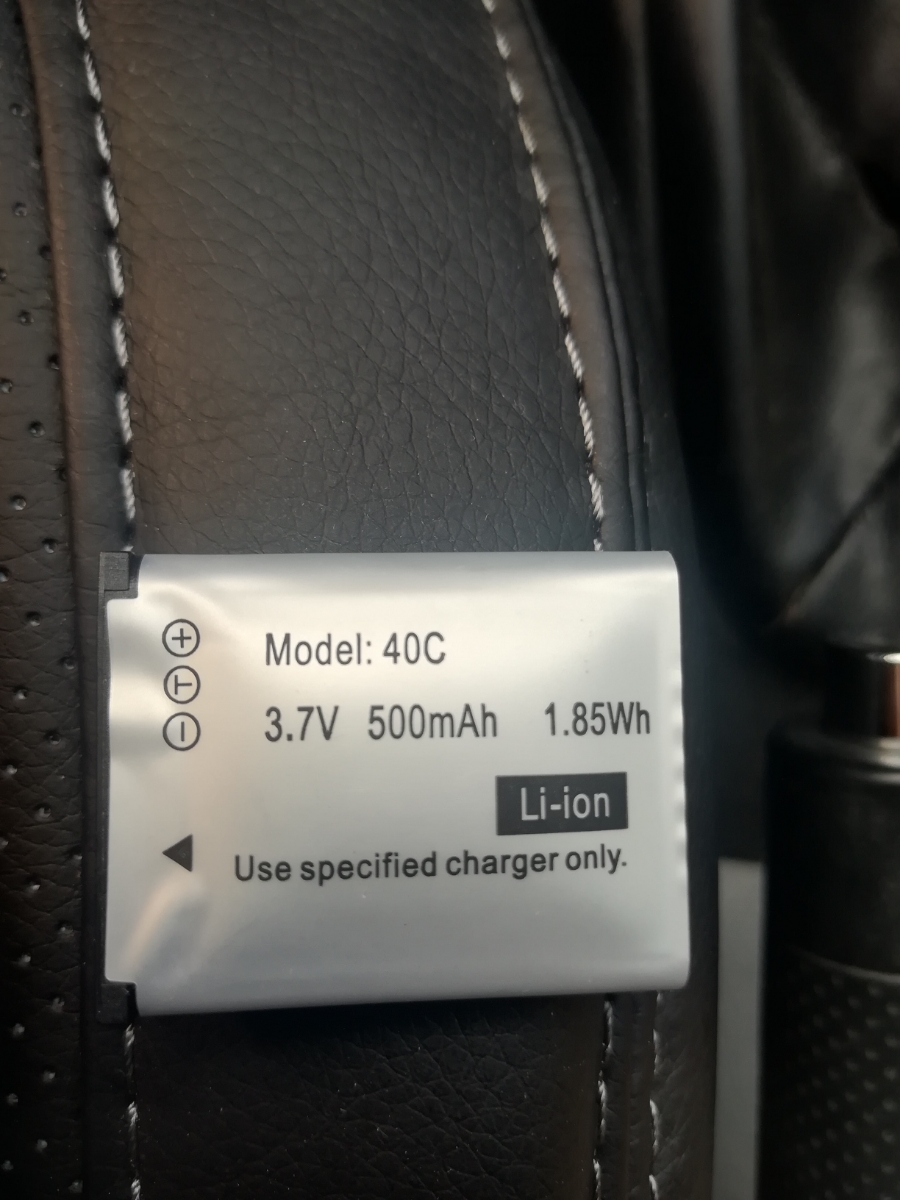 Model: 40C
3.7V 500mAh 1.85Wh
Li-ion
Use specified charger only.